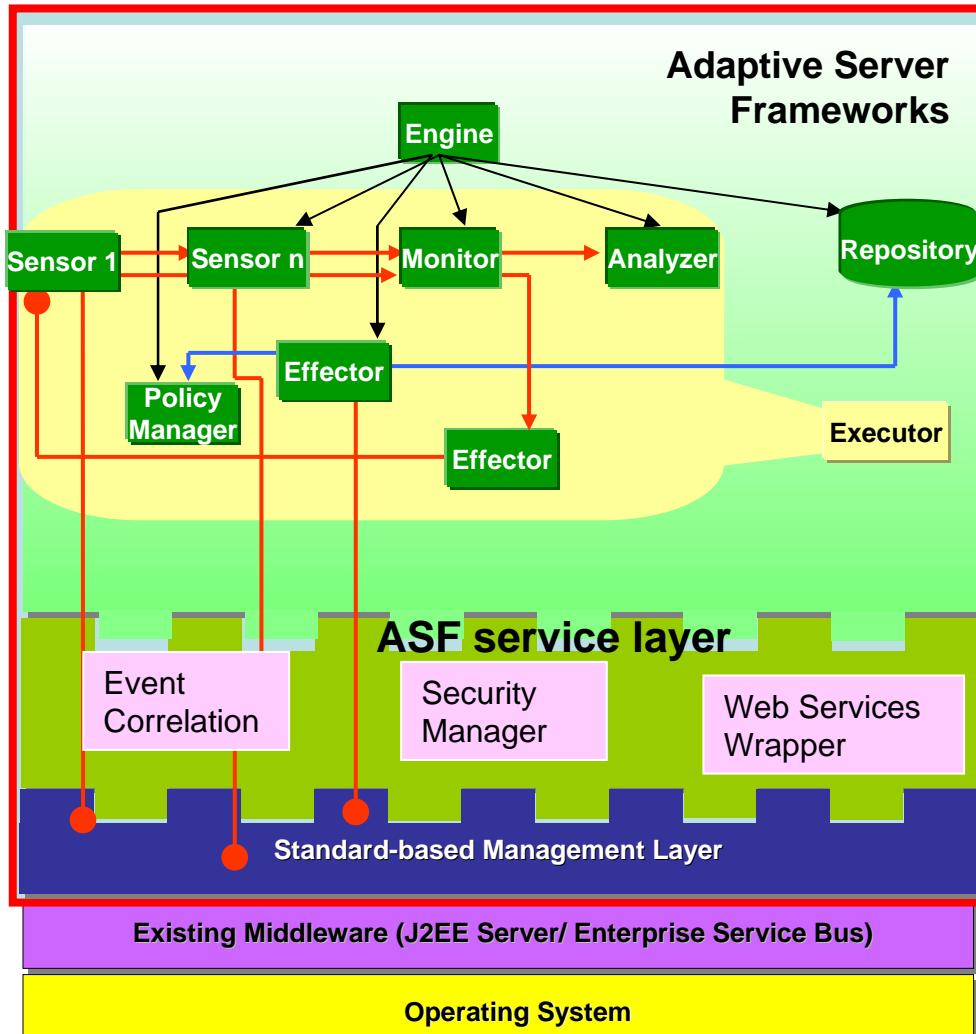 Adaptive Server
Frameworks
Engine
Sensor 1
Sensor n
Monitor
Analyzer
Repository
Effector
Policy
Manager
Executor
Effector
ASF service layer
Event
Correlation
Security
Manager
Web Services
Wrapper
Standard-based Management Layer
Existing Middleware (J2EE Server/ Enterprise Service Bus)
Operating System